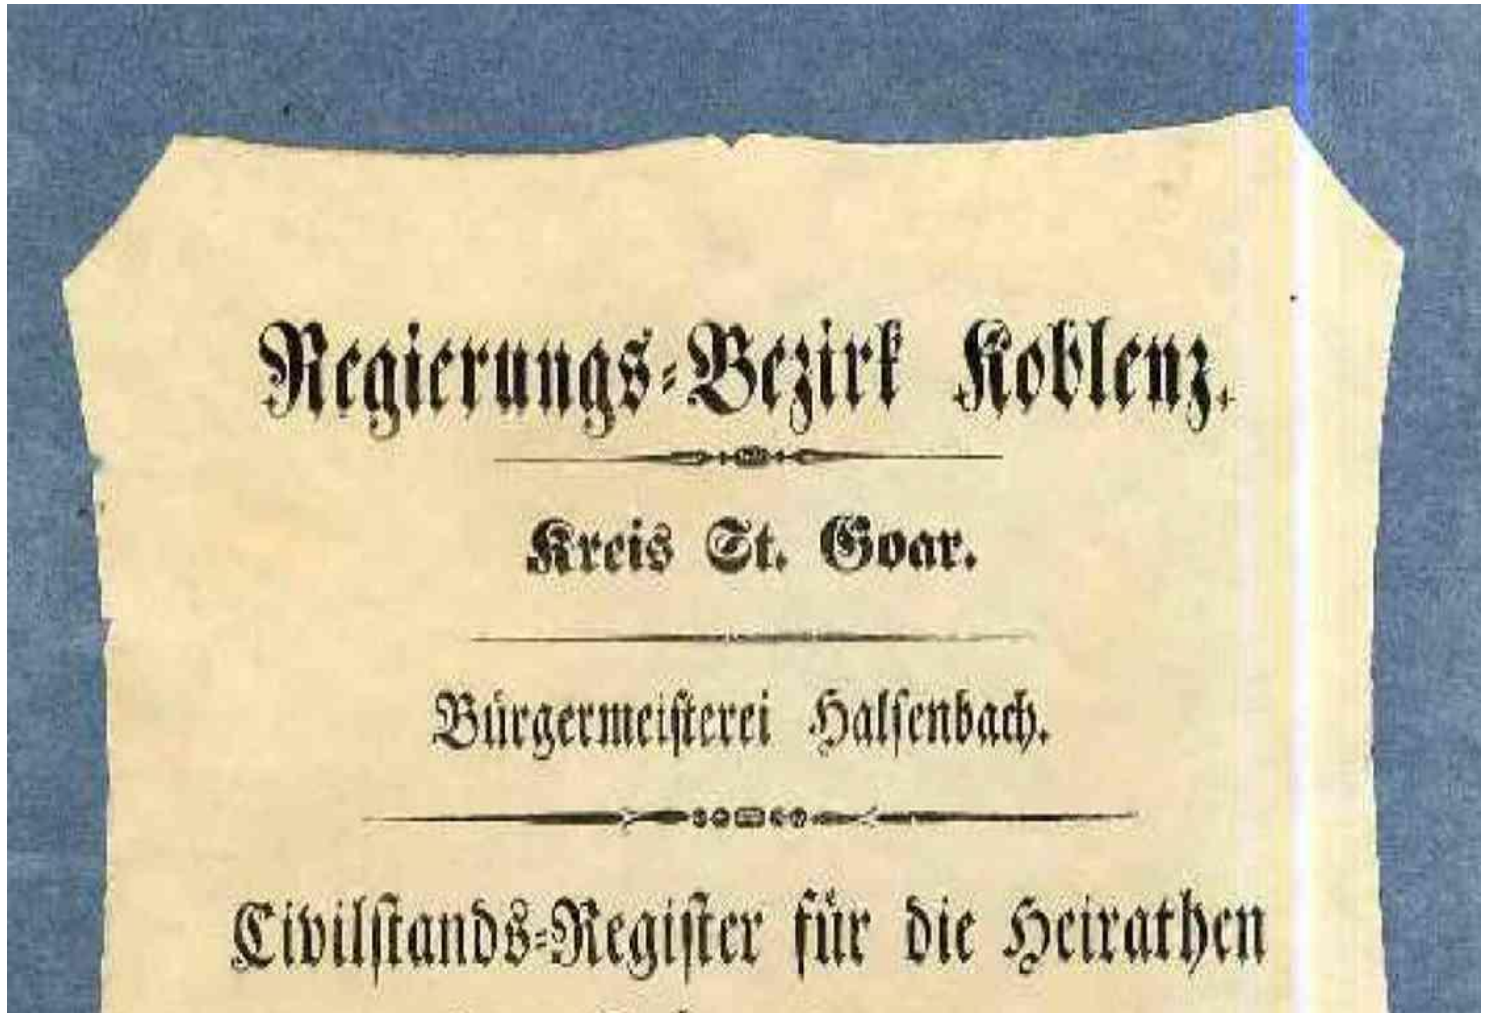 Regierungs-Bezirk Koblenz.
Kreis St. Goar.
Bürgermeisterei Halsenbach.
Civilstands-Register für die Heirathen